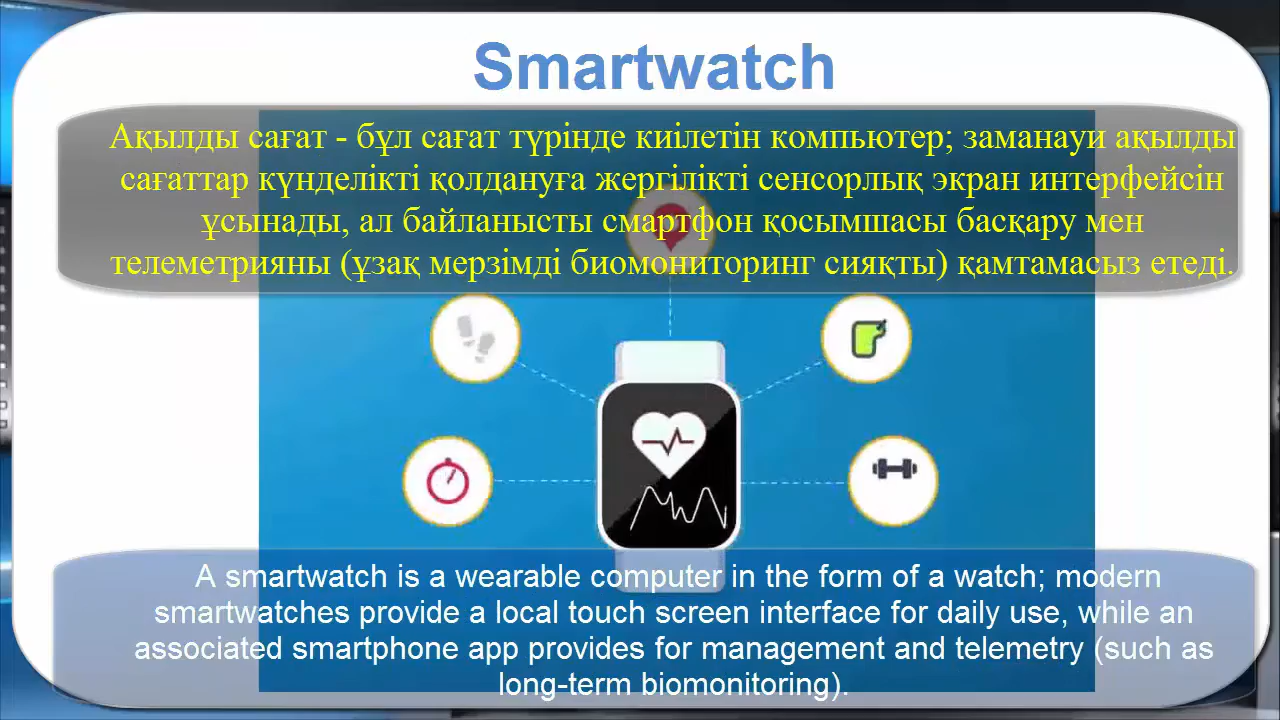 Smartwatch
Ақылды сағат - бұл сағат түрінде киілетін компьютер; заманауи ақылды
сағаттар күнделікті қолдануға жергілікті сенсорлық экран интерфейсін
ұсынады, ал байланысты смартфон қосымшасы басқару мен
телеметрияны (ұзақ мерзімді биомониторинг сияқты) қамтамасыз етеді.
A smartwatch is a wearable computer in the form of a watch; modern
smartwatches provide a local touch screen interface for daily use, while an
associated smartphone app provides for management and telemetry (such as
long-term biomonitoring).